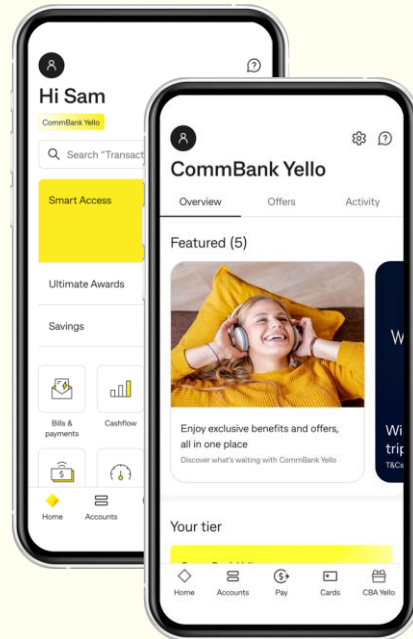 Hi Sam
CommBank Yello
Search "Transact
Smart Access
Ultimate Awards
Savings
Bills &
payments
Cashflow
Home
Accounts
CommBank Yello
Overview
Offers
Activity
Featured (5)
Enjoy exclusive benefits and offers,
all in one place
Discover what's waiting with CommBank Yello
W
Wi
trip
T&Cs
Your tier
Home
Accounts
Pay
Cards
CBA Yello